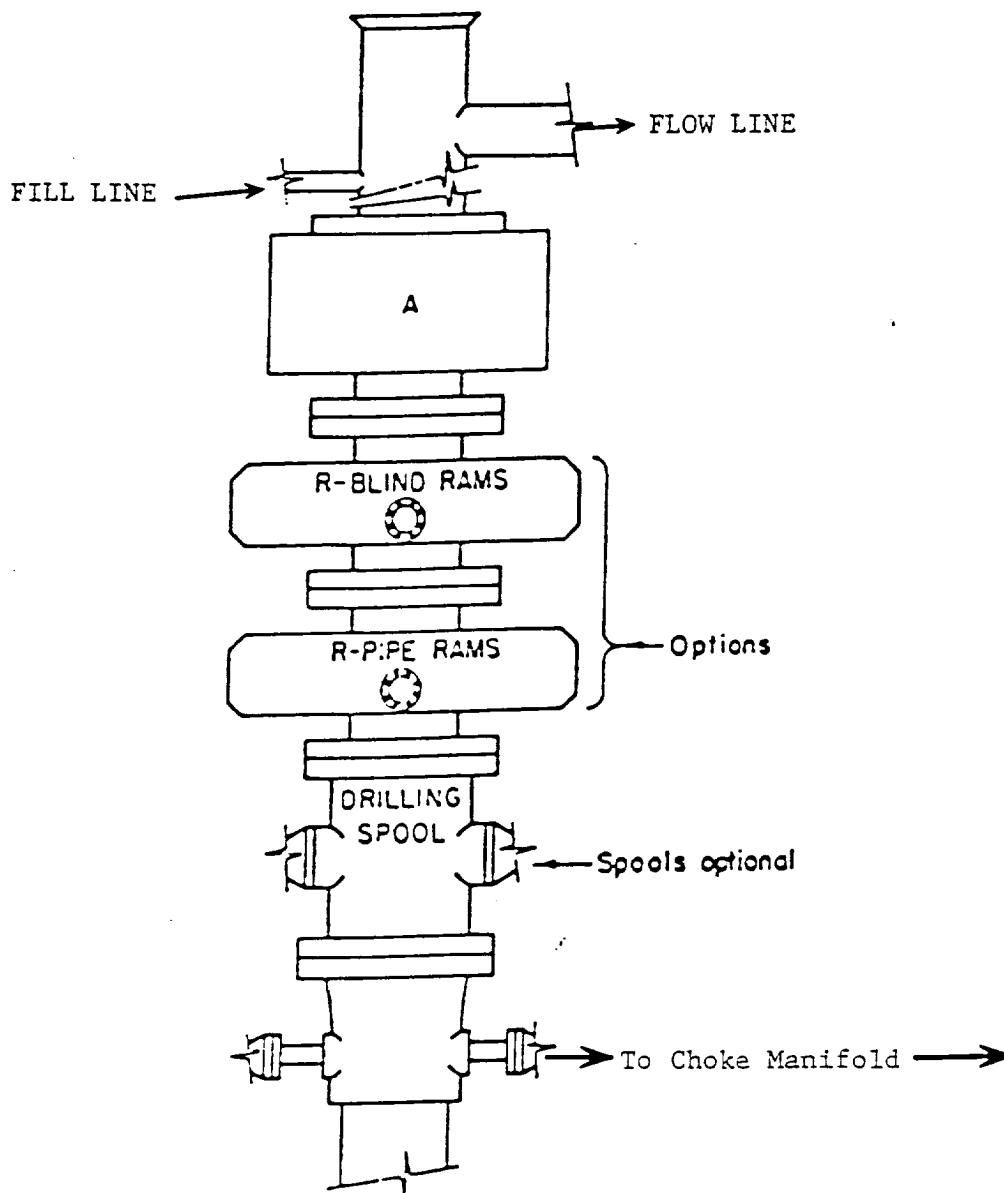 FLOW LINE
FILL LINE
A
R-BLIND RAMS
R-PIPE RAMS
Options
DRILLING
SPOOL
Spools optional
To Choke Manifold